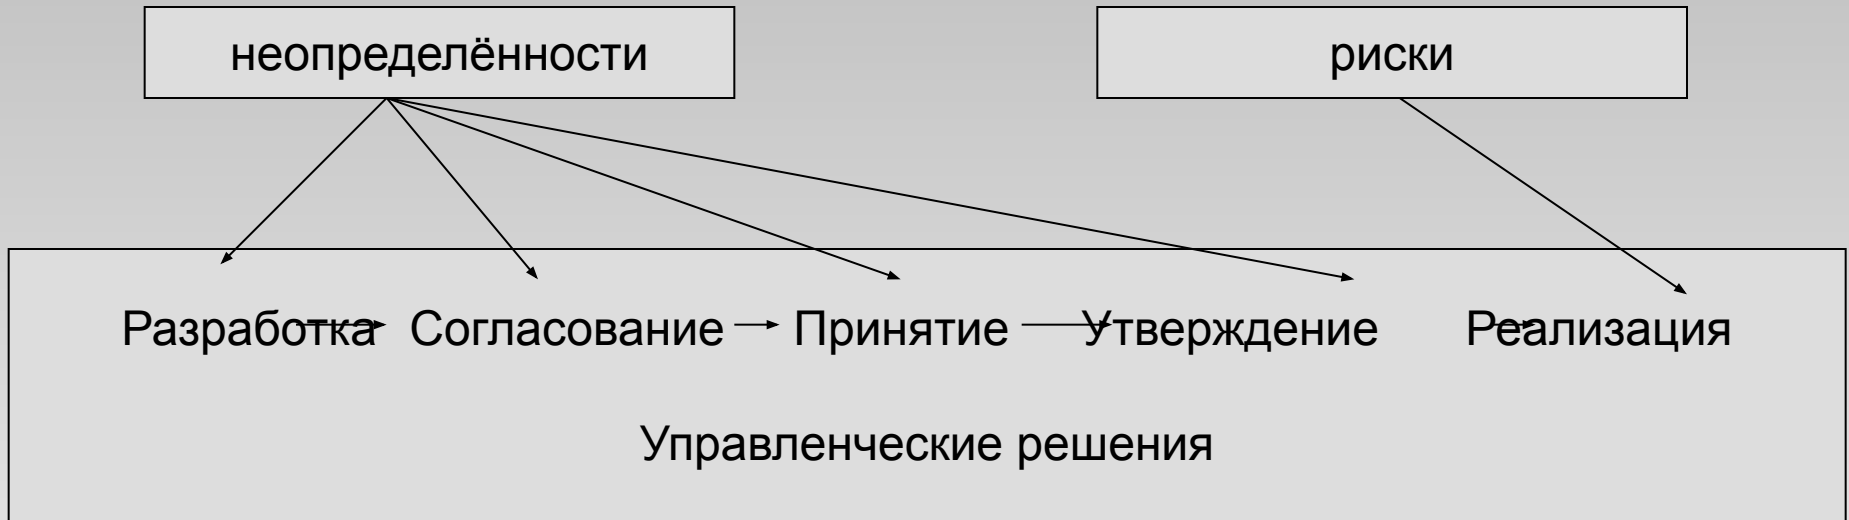 неопределённости
риски
Разработка Согласование Принятие Утверждение Реализация
Управленческие решения